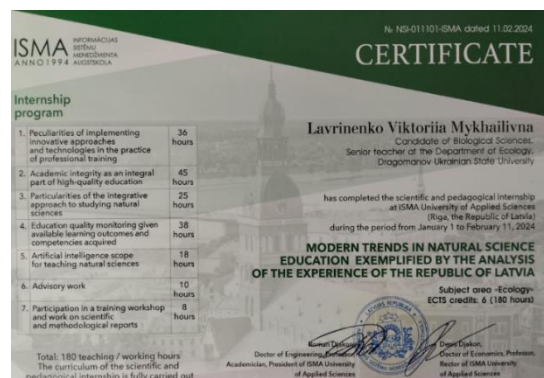 № NSI-011101-ISMA dated 11.02.2024
ISMA
ANNO1994
INFORMĀCIJAS
SISTĒMU
MENEDŽMENTA
AUGSTSKOLA
CERTIFICATE
Internship
program
1. Peculiarities of implementing
innovative approaches
and technologies in the practice
of professional training
36
hours
2. Academic integrity as an integral
part of high-quality education
45
hours
3. Particularities of the integrative
approach to studying natural
sciences
25
hours
4. Education quality monitoring given
available learning outcomes and
competencies acquired
38
hours
5. Artificial intelligence scope
for teaching natural sciences
18
hours
6. Advisory work
10
hours
7. Participation in a training workshop
and work on scientific
and methodological reports
8
hours
Total: 180 teaching / working hours
The curriculum of the scientific and
pedagogical internship is fully carried out
Lavrinenko Viktoriia Mykhailivna
Candidate of Biological Sciences,
Senior teacher at the Department of Ecology,
Dragomanov Ukrainian State University
has completed the scientific and pedagogical internship
at ISMA University of Applied Sciences
(Riga, the Republic of Latvia)
during the period from January 1 to February 11, 2024
MODERN TRENDS IN NATURAL SCIENCE
EDUCATION EXEMPLIFIED BY THE ANALYSIS
OF THE EXPERIENCE OF THE REPUBLIC OF LATVIA
Subject area «Ecology»
ECTS credits: 6 (180 hours)
Doctor of Engineering, Professor,
Academician, President of ISMA University
of Applied Sciences
Deniss Djakon,
Doctor of Economics, Professor,
Rector of ISMA University
of Applied Sciences